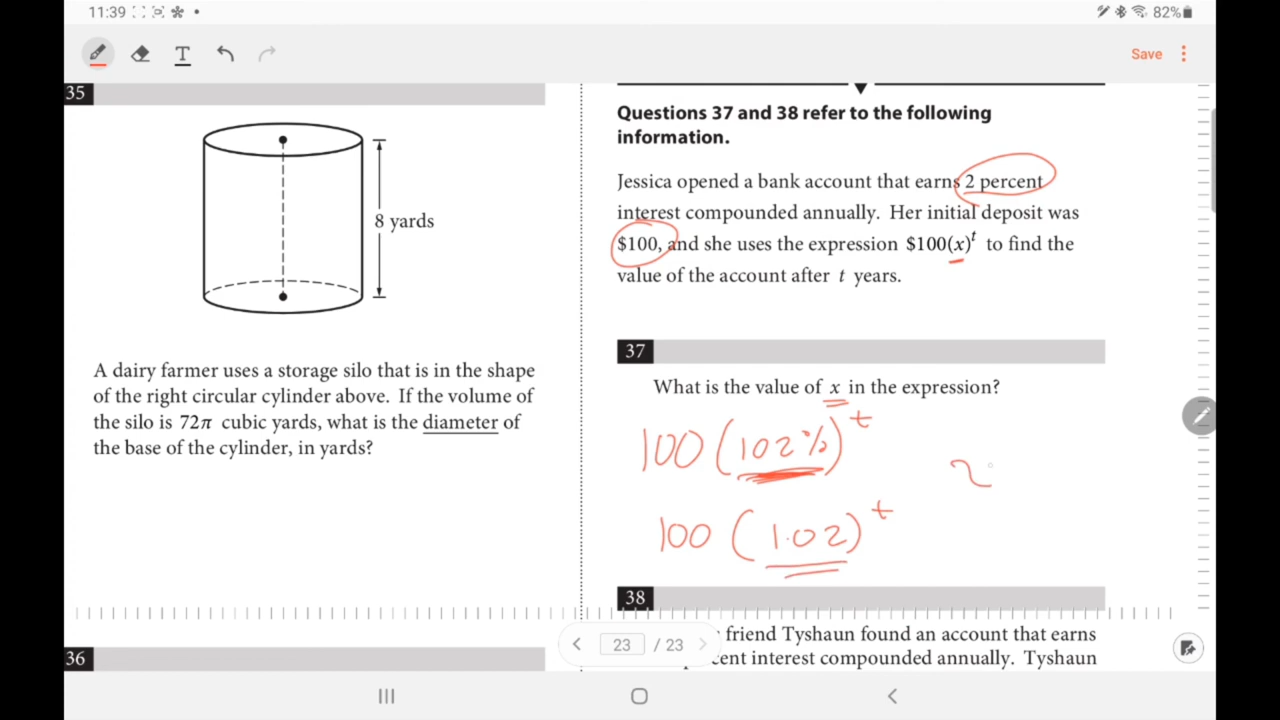 11:39
82%
T
Save
35
8 yards
A dairy farmer uses a storage silo that is in the shape
of the right circular cylinder above. If the volume of
the silo is 72π cubic yards, what is the diameter of
the base of the cylinder, in yards?
36
Questions 37 and 38 refer to the following
information.
Jessica opened a bank account that earns 2 percent
interest compounded annually. Her initial deposit was
$100, and she uses the expression $100(x)^t to find the
value of the account after t years.
37
What is the value of x in the expression?
100 (102%)^t
2
100 (1.02)^t
38
friend Tyshaun found an account that earns
cent interest compounded annually. Tyshaun
23 / 23